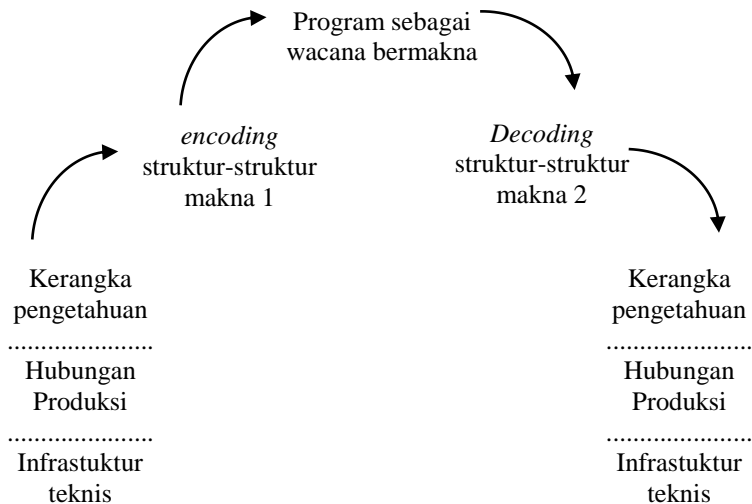 Program sebagai
wacana bermakna
encoding
struktur-struktur
makna 1
Decoding
struktur-struktur
makna 2
Kerangka
pengetahuan
......................
Hubungan
Produksi
......................
Infrastuktur
teknis
Kerangka
pengetahuan
......................
Hubungan
Produksi
......................
Infrastuktur
teknis